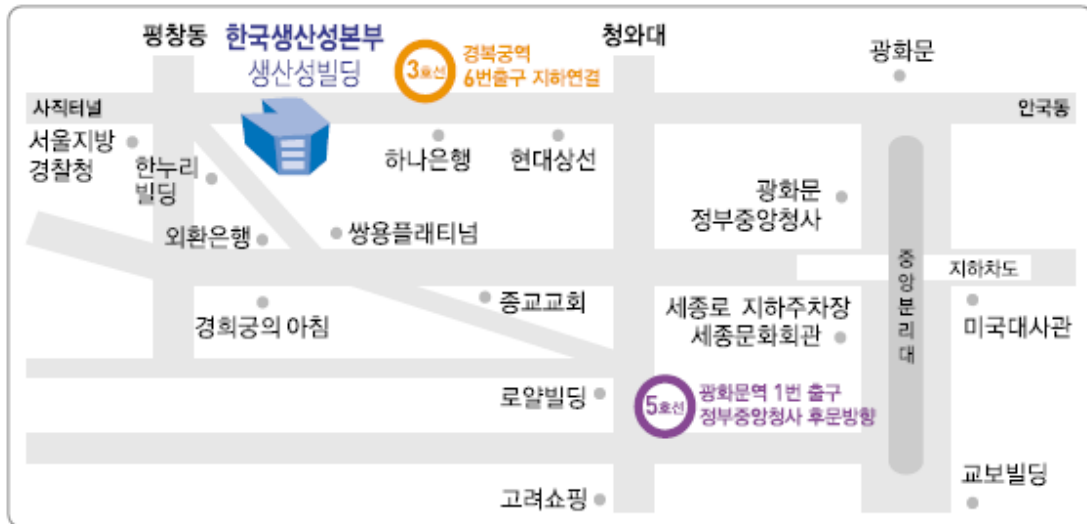 평창동
한국생산성본부
생산성빌딩
3호선
경복궁역
6번출구 지하연결
청와대
광화문
사직터널
안국동
서울지방
경찰청
한누리
빌딩
하나은행
현대상선
광화문
정부중앙청사
외환은행
쌍용플래티넘
중앙분리대
지하차도
경희궁의 아침
종교교회
세종로 지하주차장
세종문화회관
미국대사관
로얄빌딩
5호선
광화문역 1번 출구
정부중앙청사 후문방향
고려쇼핑
교보빌딩